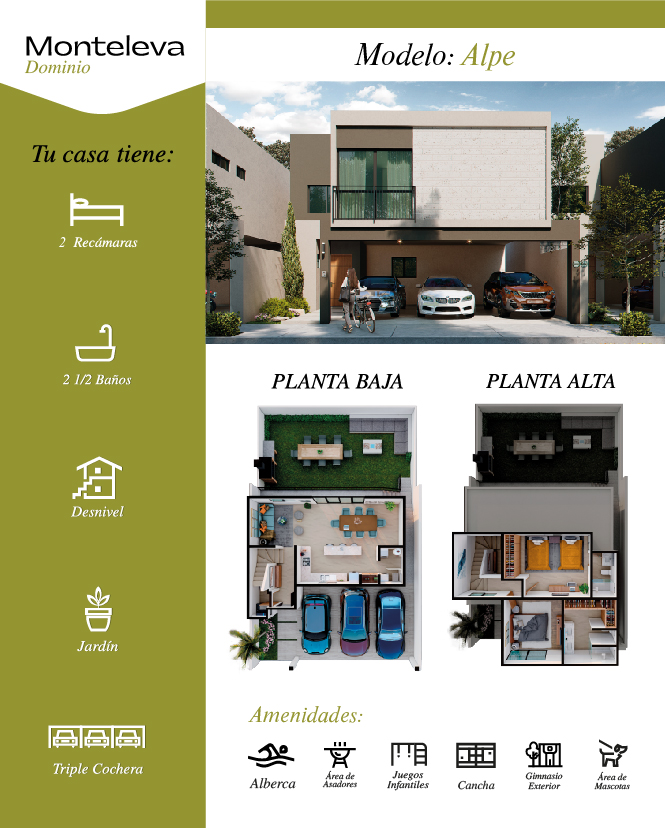 Monteleva
Dominio
Modelo: Alpe
Tu casa tiene:
2 Recámaras
2 1/2 Baños
Desnivel
Jardín
Triple Cochera
PLANTA BAJA
PLANTA ALTA
Amenidades:
Alberca
Área de
Asadores
Juegos
Infantiles
Cancha
Gimnasio
Exterior
Área de
Mascotas